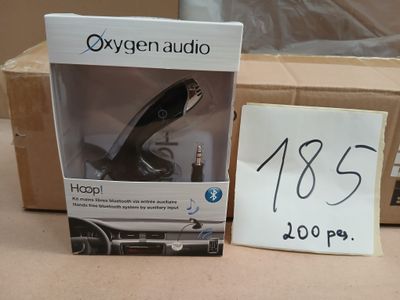 Oxygen audio
Hoop!
Kit mains libres bluetooth via entrée auxiliaire
Hands free bluetooth system by auxiliary input
185
200 pcs.